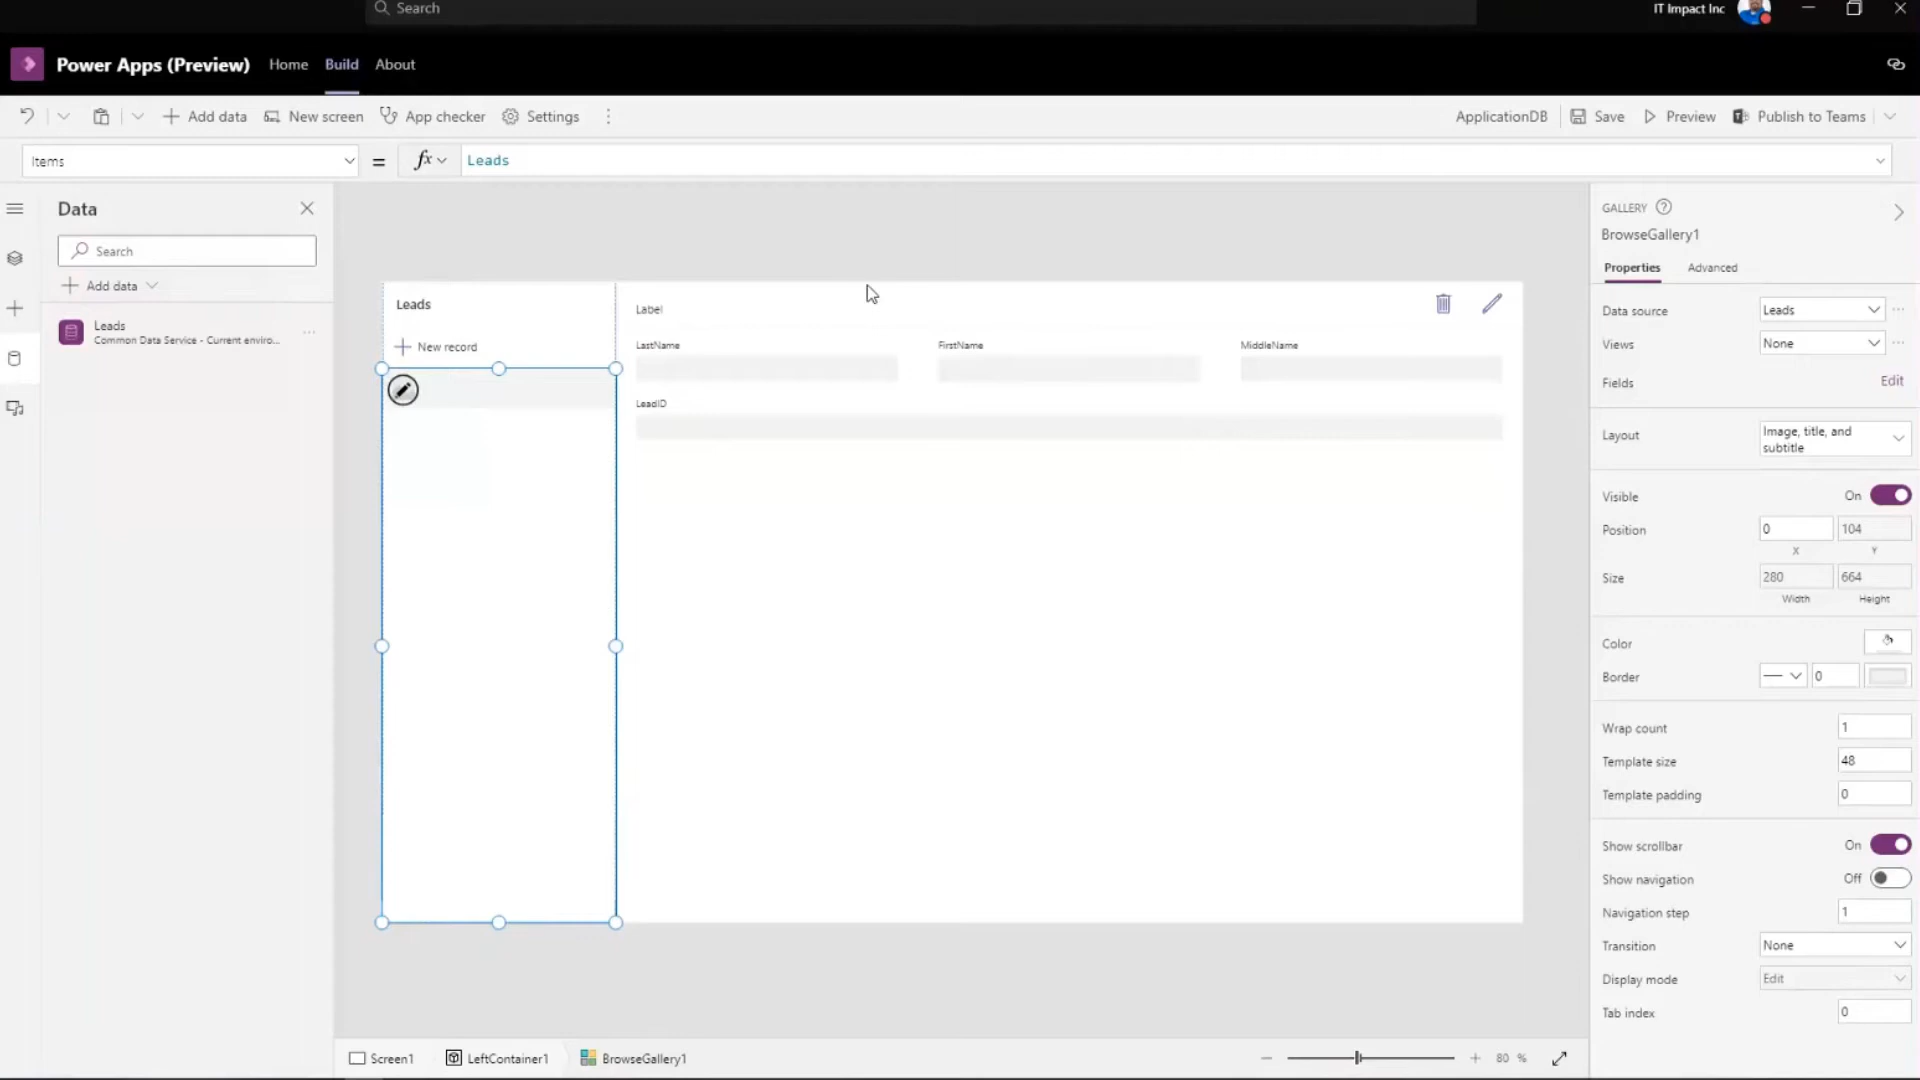 Search
IT Impact Inc
Power Apps (Preview)
Home
Build
About
Add data
New screen
App checker
Settings
ApplicationDB
Save
Preview
Publish to Teams
Items
=
fx
Leads
Data
Search
Add data
Leads
Common Data Service - Current enviro...
Leads
New record
Label
LastName
FirstName
MiddleName
LeadID
GALLERY
BrowseGallery1
Properties
Advanced
Data source
Leads
Views
None
Fields
Edit
Layout
Image, title, and
subtitle
Visible
On
Position
0
104
X
Y
Size
280
664
Width
Height
Color
Border
0
Wrap count
1
Template size
48
Template padding
0
Show scrollbar
On
Show navigation
Off
Navigation step
1
Transition
None
Display mode
Edit
Tab index
0
Screen1
LeftContainer1
BrowseGallery1
80 %